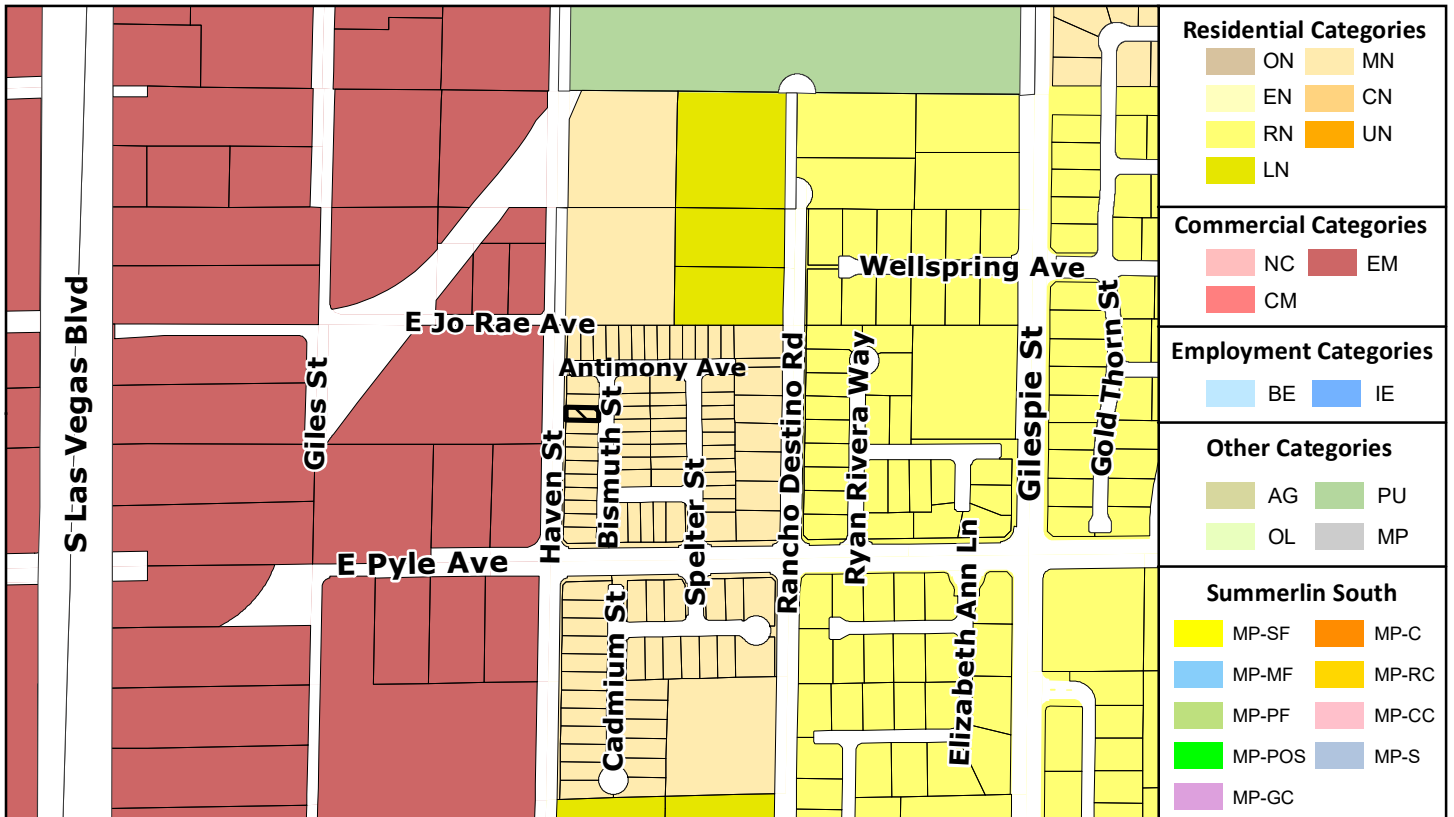 Wellspring Ave
E Jo Rae Ave
Antimony Ave
S Las Vegas Blvd
Giles St
Haven St
Bismuth St
Spelter St
Rancho Destino Rd
Ryan Rivera Way
Gilespie St
Gold Thorn St
E Pyle Ave
Cadmium St
Elizabeth Ann Ln
Residential Categories
ON MN
EN CN
RN UN
LN
Commercial Categories
NC EM
CM
Employment Categories
BE IE
Other Categories
AG PU
OL MP
Summerlin South
MP-SF MP-C
MP-MF MP-RC
MP-PF MP-CC
MP-POS MP-S
MP-GC